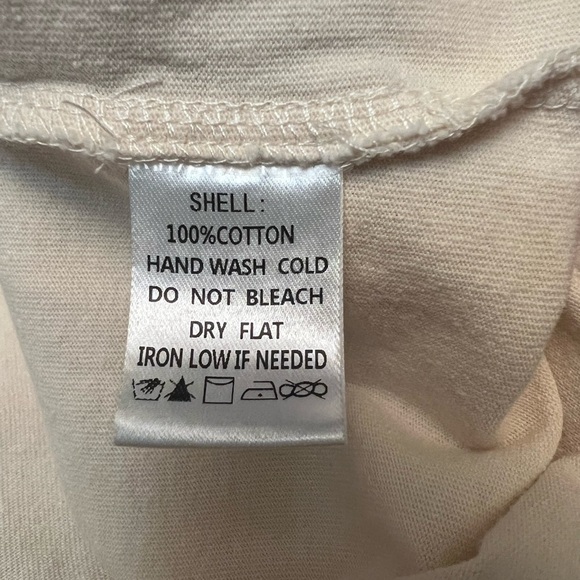 SHELL:
100%COTTON
HAND WASH COLD
DO NOT BLEACH
DRY FLAT
IRON LOW IF NEEDED